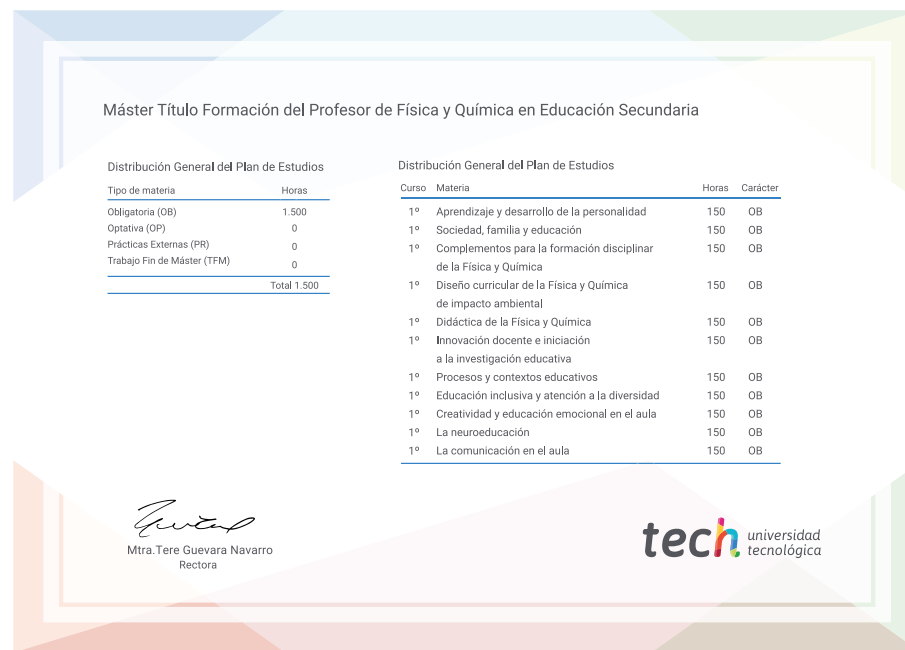 Máster Título Formación del Profesor de Física y Química en Educación Secundaria
Distribución General del Plan de Estudios
Tipo de materia Horas
Obligatoria (OB) 1.500
Optativa (OP) 0
Prácticas Externas (PR) 0
Trabajo Fin de Máster (TFM) 0
Total 1.500
Distribución General del Plan de Estudios
Curso Materia Horas Carácter
1º Aprendizaje y desarrollo de la personalidad 150 OB
1º Sociedad, familia y educación 150 OB
1º Complementos para la formación disciplinar 150 OB
de la Física y Química
1º Diseño curricular de la Física y Química 150 OB
de impacto ambiental
1º Didáctica de la Física y Química 150 OB
1º Innovación docente e iniciación 150 OB
a la investigación educativa
1º Procesos y contextos educativos 150 OB
1º Educación inclusiva y atención a la diversidad 150 OB
1º Creatividad y educación emocional en el aula 150 OB
1º La neuroeducación 150 OB
1º La comunicación en el aula 150 OB
Mtra.Tere Guevara Navarro
Rectora
tech universidad
tecnológica